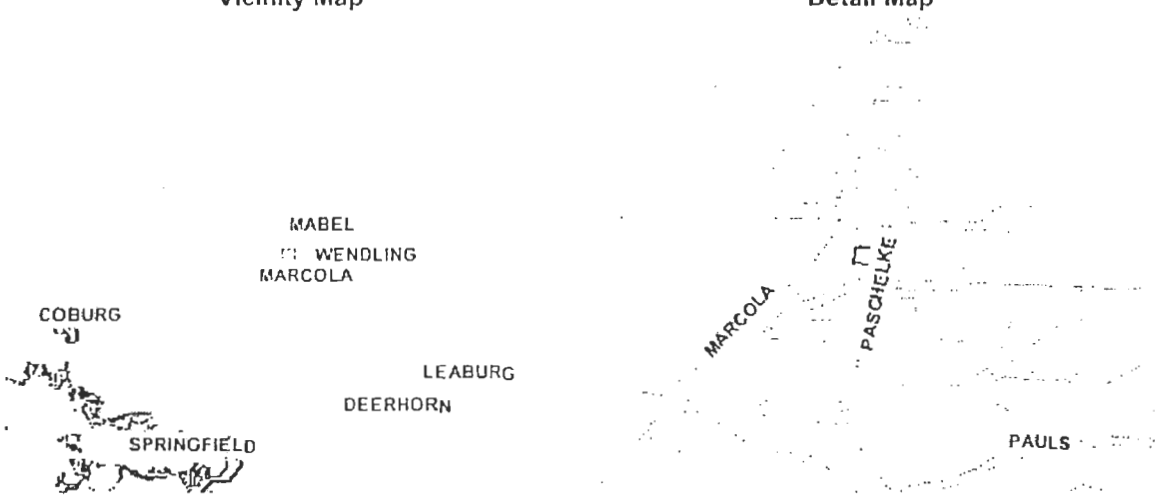 Vicinity Map
Detail Map
MABEL
WENDLING
MARCOLA
COBURG
LEABURG
DEERHORN
SPRINGFIELD
MARCOLA
PASCHELKE
PAULS